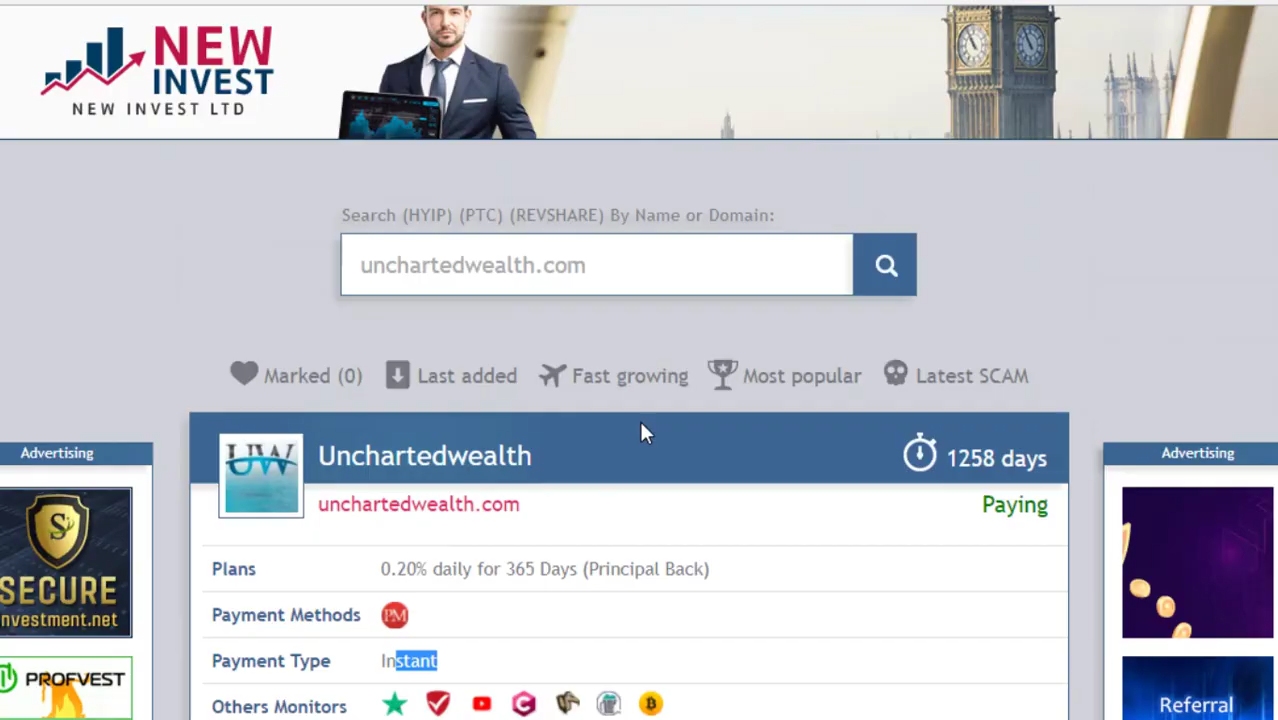 NEW
INVEST
NEW INVEST LTD
Search (HYIP) (PTC) (REVSHARE) By Name or Domain:
unchartedwealth.com
Marked (0) Last added Fast growing Most popular Latest SCAM
Advertising
UW
Unchartedwealth
1258 days
Advertising
unchartedwealth.com
Paying
S
SECURE
nvestment.net
Plans 0.20% daily for 365 Days (Principal Back)
Payment Methods PM
Payment Type Instant
PROFVEST
Others Monitors
Referral